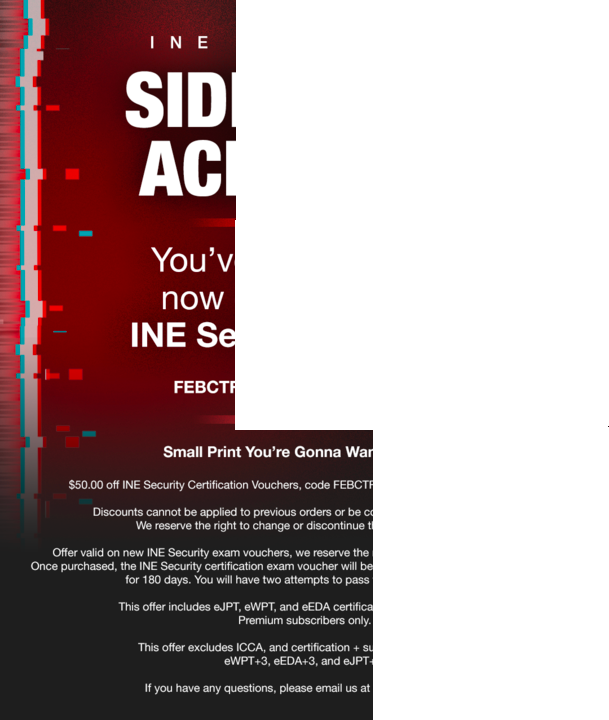 INE
SID
AC
You've
now
INE Se
FEBCTF
Small Print You're Gonna War
$50.00 off INE Security Certification Vouchers, code FEBCTF
Discounts cannot be applied to previous orders or be co
We reserve the right to change or discontinue th
Offer valid on new INE Security exam vouchers, we reserve the
Once purchased, the INE Security certification exam voucher will be
for 180 days. You will have two attempts to pass
This offer includes eJPT, eWPT, and eEDA certifica
Premium subscribers only.
This offer excludes ICCA, and certification + su
eWPT+3, eEDA+3, and eJPT+
If you have any questions, please email us at